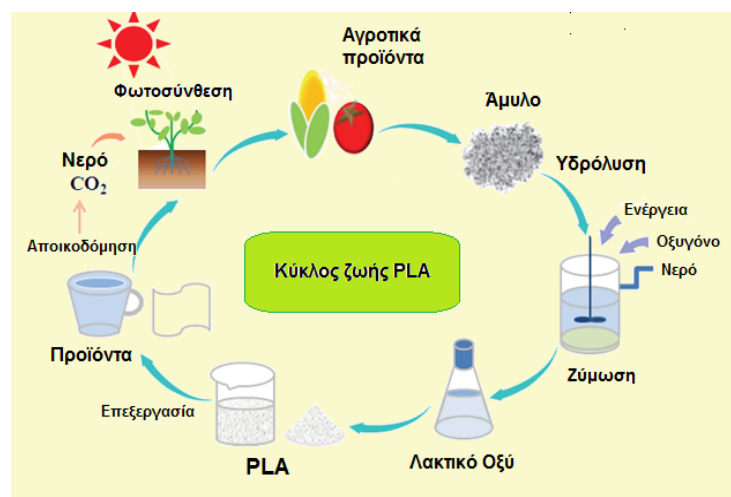 Αγροτικά
προϊόντα
Φωτοσύνθεση
Άμυλο
Υδρόλυση
Νερό
CO2
Ενέργεια
Οξυγόνο
Νερό
Αποικοδόμηση
Κύκλος ζωής PLA
Προϊόντα
Ζύμωση
Επεξεργασία
PLA
Λακτικό Οξύ